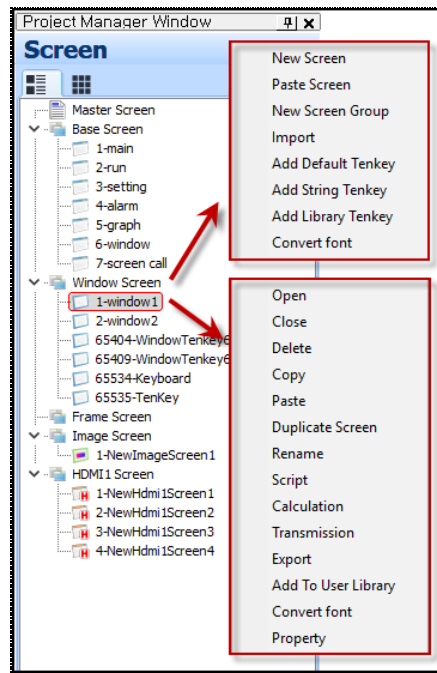 Project Manager Window
Screen
Master Screen
Base Screen
1-main
2-run
3-setting
4-alarm
5-graph
6-window
7-screen call
Window Screen
1-window1
2-window2
65404-WindowTenkey6
65409-WindowTenkey6
65534-Keyboard
65535-TenKey
Frame Screen
Image Screen
1-NewImageScreen1
HDMI1 Screen
1-NewHdmi1Screen1
2-NewHdmi1Screen2
3-NewHdmi1Screen3
4-NewHdmi1Screen4
New Screen
Paste Screen
New Screen Group
Import
Add Default Tenkey
Add String Tenkey
Add Library Tenkey
Convert font
Open
Close
Delete
Copy
Paste
Duplicate Screen
Rename
Script
Calculation
Transmission
Export
Add To User Library
Convert font
Property